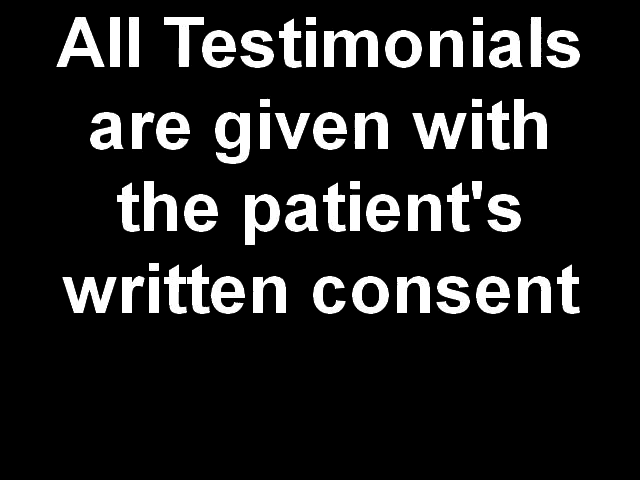 All Testimonials
are given with
the patient's
written consent